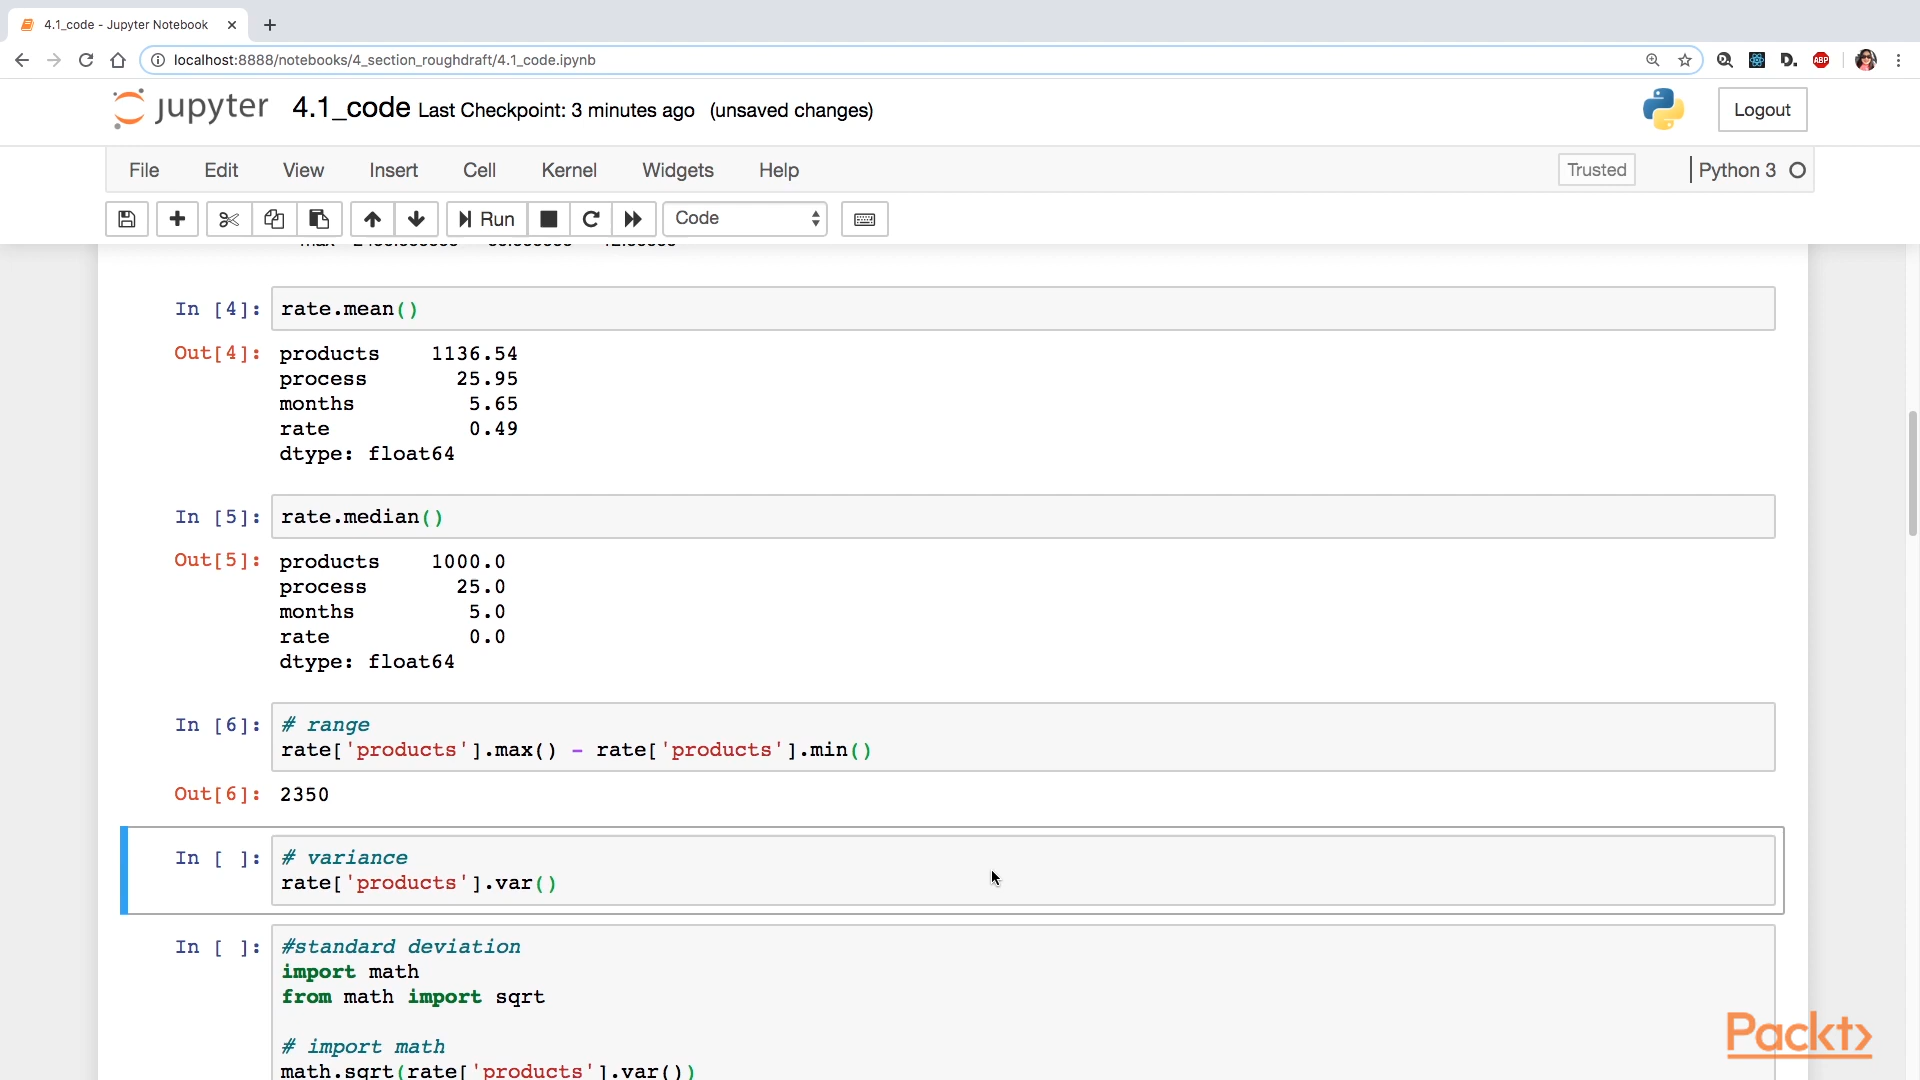 4.1_code - Jupyter Notebook
localhost:8888/notebooks/4_section_roughdraft/4.1_code.ipynb
D.
ABP
jupyter 4.1_code Last Checkpoint: 3 minutes ago (unsaved changes)
Logout
File Edit View Insert Cell Kernel Widgets Help
Trusted
Python 3
Run
Code
In [4]: rate.mean()
Out[4]: products 1136.54
process 25.95
months 5.65
rate 0.49
dtype: float64
In [5]: rate.median()
Out[5]: products 1000.0
process 25.0
months 5.0
rate 0.0
dtype: float64
In [6]: # range
rate['products'].max() - rate['products'].min()
Out[6]: 2350
In [ ]: # variance
rate['products'].var()
In [ ]: #standard deviation
import math
from math import sqrt
# import math
math.sqrt(rate['products'].var())
Packt>